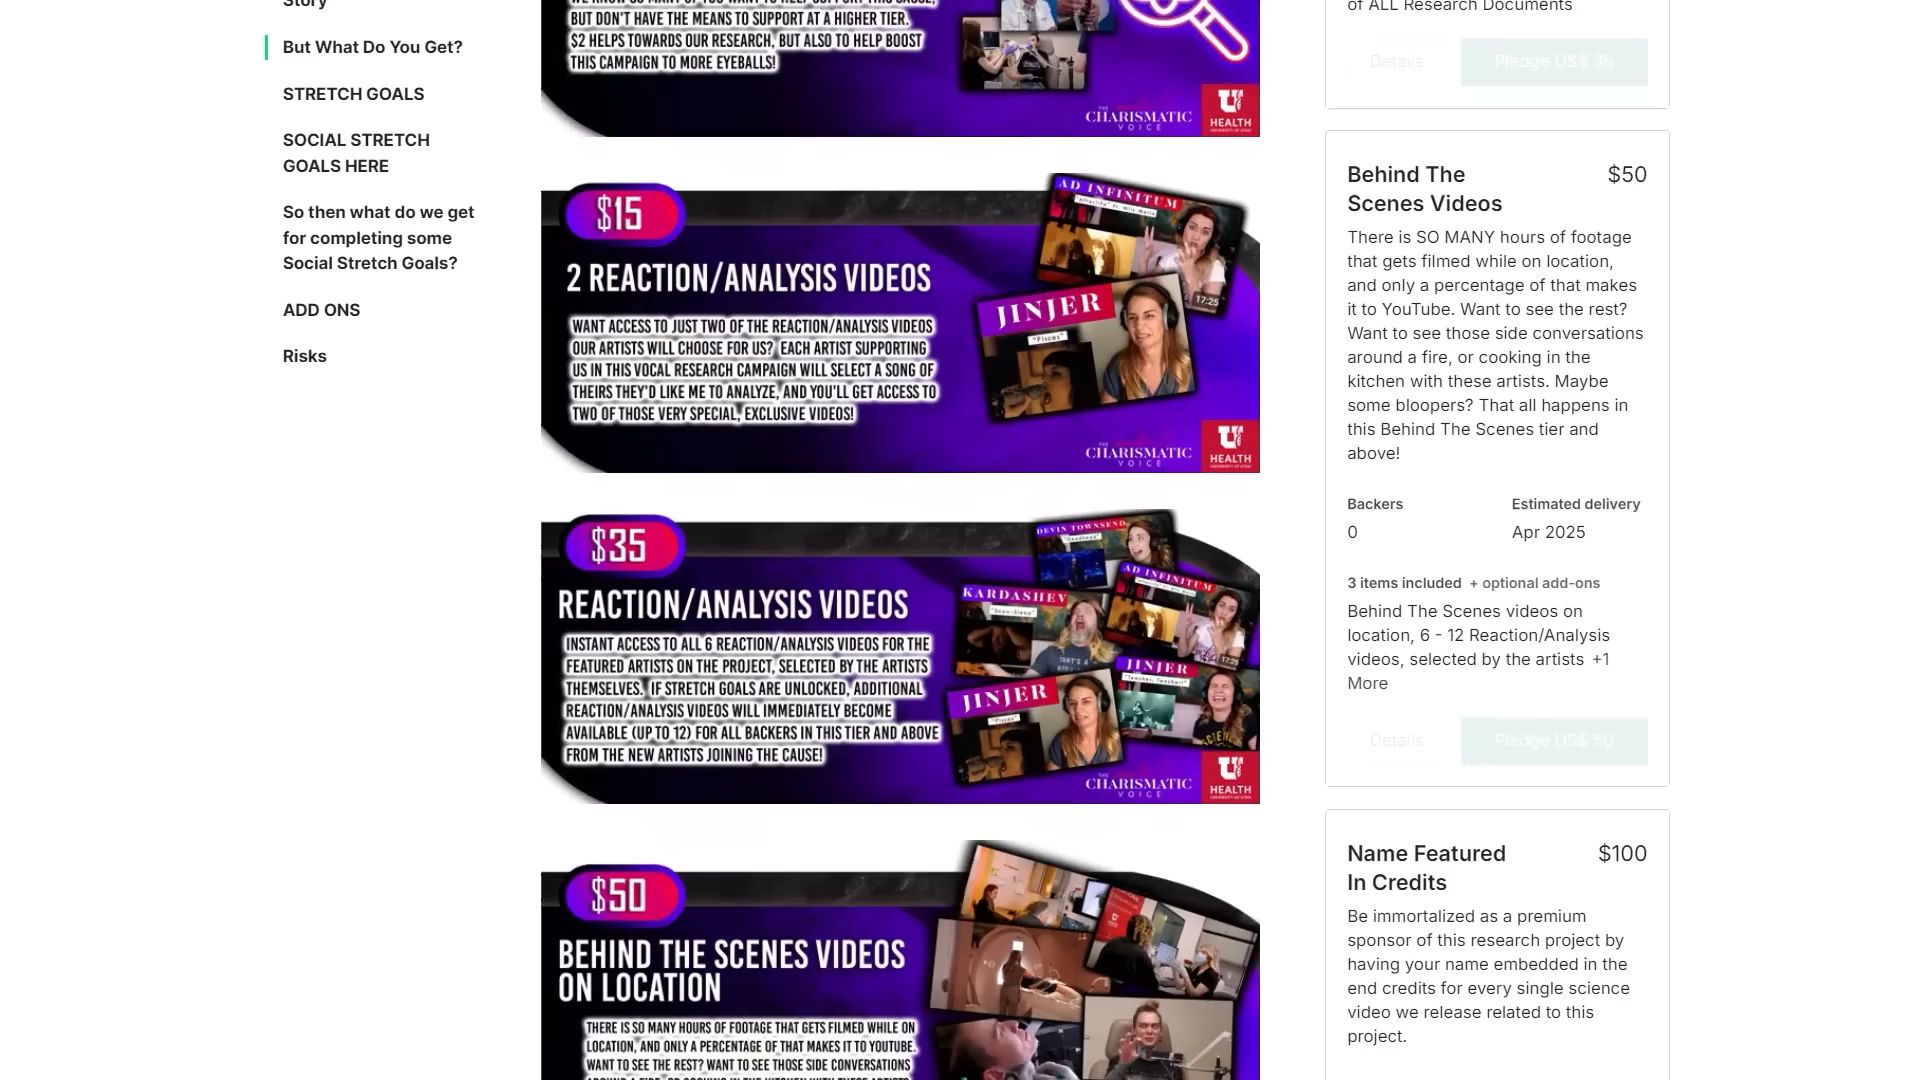 Story
But What Do You Get?
STRETCH GOALS
SOCIAL STRETCH
GOALS HERE
So then what do we get
for completing some
Social Stretch Goals?
ADD ONS
Risks
BUT DON'T HAVE THE MEANS TO SUPPORT AT A HIGHER TIER.
$2 HELPS TOWARDS OUR RESEARCH, BUT ALSO TO HELP BOOST
THIS CAMPAIGN TO MORE EYEBALLS!
THE
CHARISMATIC
VOICE
U
HEALTH
UNIVERSITY OF UTAH
$15
2 REACTION/ANALYSIS VIDEOS
WANT ACCESS TO JUST TWO OF THE REACTION/ANALYSIS VIDEOS
OUR ARTISTS WILL CHOOSE FOR US? EACH ARTIST SUPPORTING
US IN THIS VOCAL RESEARCH CAMPAIGN WILL SELECT A SONG OF
THEIRS THEY'D LIKE ME TO ANALYZE, AND YOU'LL GET ACCESS TO
TWO OF THOSE VERY SPECIAL, EXCLUSIVE VIDEOS!
AD INFINITUM
17:25
JINJER
"Pisces"
THE
CHARISMATIC
VOICE
U
HEALTH
UNIVERSITY OF UTAH
$35
REACTION/ANALYSIS VIDEOS
INSTANT ACCESS TO ALL 6 REACTION/ANALYSIS VIDEOS FOR THE
FEATURED ARTISTS ON THE PROJECT, SELECTED BY THE ARTISTS
THEMSELVES. IF STRETCH GOALS ARE UNLOCKED, ADDITIONAL
REACTION/ANALYSIS VIDEOS WILL IMMEDIATELY BECOME
AVAILABLE (UP TO 12) FOR ALL BACKERS IN THIS TIER AND ABOVE
FROM THE NEW ARTISTS JOINING THE CAUSE!
DEVIN TOWNSEND
"Deadhead"
AD INFINITUM
17:25
KARDASHEV
"Snow-Sleep"
JINJER
"Teacher, Teacher!"
JINJER
"Pisces"
THE
CHARISMATIC
VOICE
U
HEALTH
UNIVERSITY OF UTAH
$50
BEHIND THE SCENES VIDEOS
ON LOCATION
THERE IS SO MANY HOURS OF FOOTAGE THAT GETS FILMED WHILE ON
LOCATION, AND ONLY A PERCENTAGE OF THAT MAKES IT TO YOUTUBE.
WANT TO SEE THE REST? WANT TO SEE THOSE SIDE CONVERSATIONS
of ALL Research Documents
Details
Pledge US$ 35
Behind The
Scenes Videos
$50
There is SO MANY hours of footage
that gets filmed while on location,
and only a percentage of that makes
it to YouTube. Want to see the rest?
Want to see those side conversations
around a fire, or cooking in the
kitchen with these artists. Maybe
some bloopers? That all happens in
this Behind The Scenes tier and
above!
Backers
Estimated delivery
0
Apr 2025
3 items included + optional add-ons
Behind The Scenes videos on
location, 6 - 12 Reaction/Analysis
videos, selected by the artists +1
More
Details
Pledge US$ 50
Name Featured
In Credits
$100
Be immortalized as a premium
sponsor of this research project by
having your name embedded in the
end credits for every single science
video we release related to this
project.